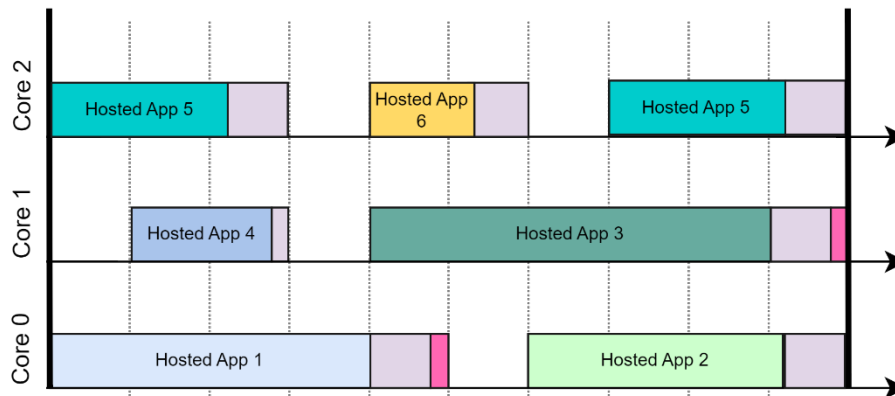 Core 2
Hosted App 5
Hosted App
6
Hosted App 5
Core 1
Hosted App 4
Hosted App 3
Core 0
Hosted App 1
Hosted App 2